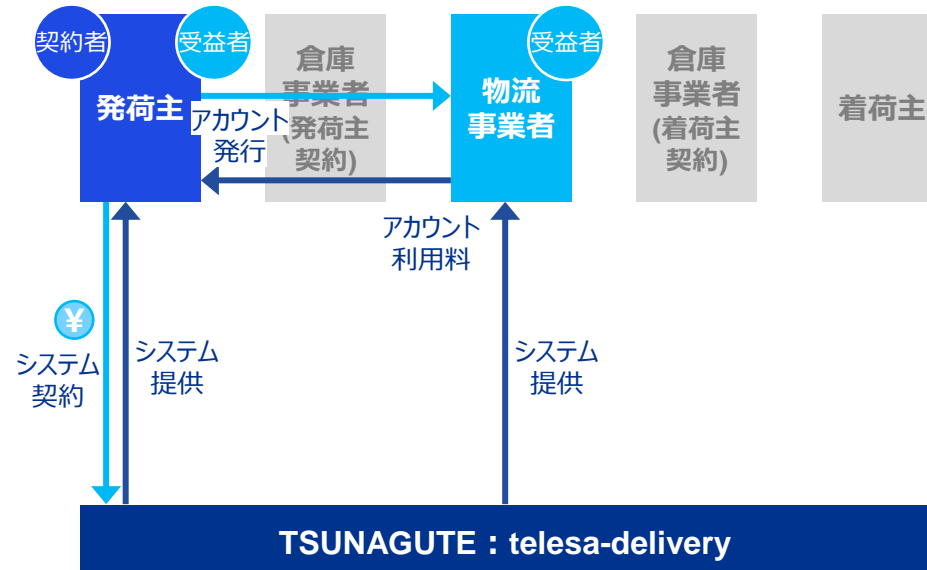 契約者
受益者
発荷主
倉庫
事業者
(発荷主
契約)
アカウント
発行
受益者
物流
事業者
倉庫
事業者
(着荷主
契約)
着荷主
アカウント
利用料
¥
システム
契約
システム
提供
システム
提供
TSUNAGUTE：telesa-delivery